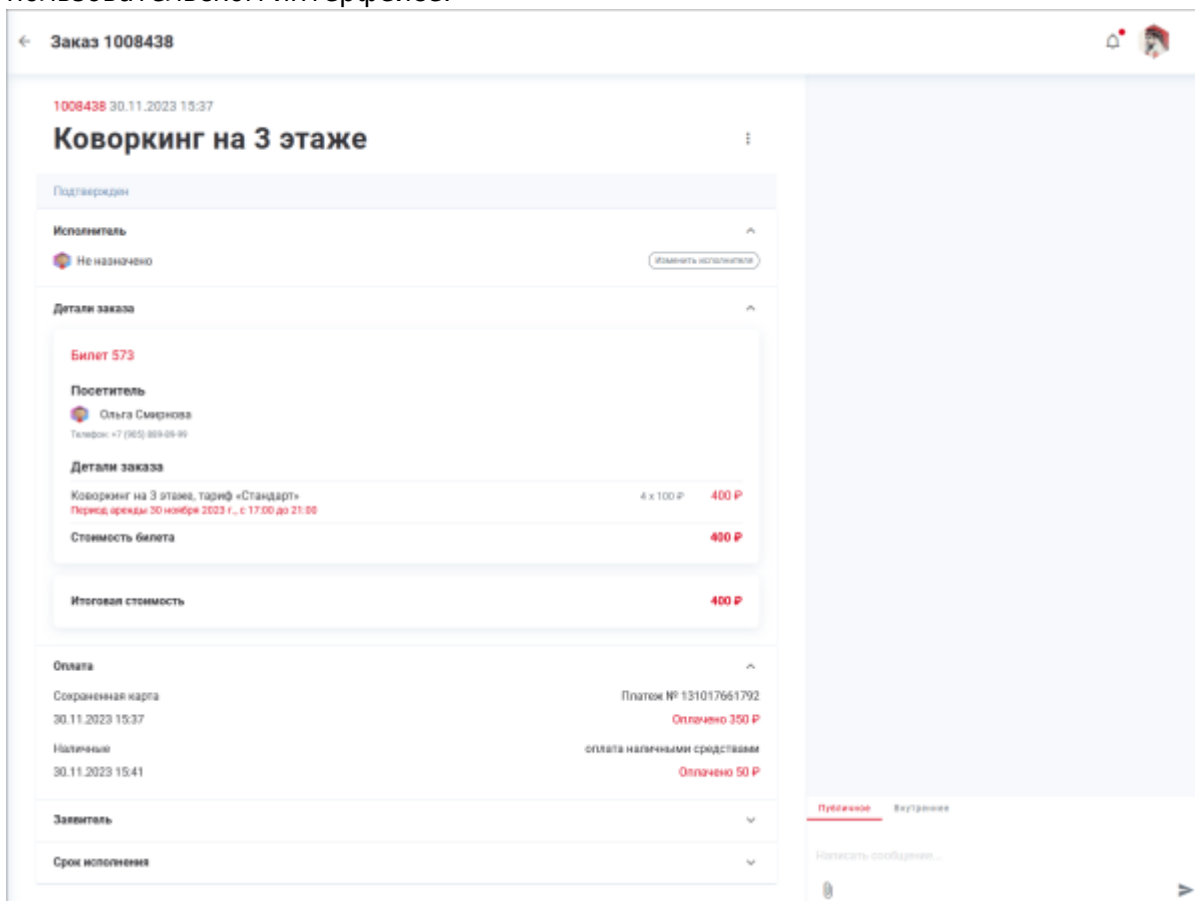 Заказ 1008438
1008438 30.11.2023 15:37
Коворкинг на 3 этаже
Подтвержден
Исполнитель
Не назначено
Изменить исполнителя
Детали заказа
Билет 573
Посетитель
Ольга Смирнова
Телефон: +7 (905) 889-09-99
Детали заказа
Коворкинг на 3 этаже, тариф «Стандарт» 4 x 100 ₽ 400 ₽
Период аренды 30 ноября 2023 г., с 17:00 до 21:00
Стоимость билета 400 ₽
Итоговая стоимость 400 ₽
Оплата
Сохраненная карта Платеж № 131017661792
30.11.2023 15:37 Оплачено 350 ₽
Наличные оплата наличными средствами
30.11.2023 15:41 Оплачено 50 ₽
Заявитель
Срок исполнения
Публичное Внутреннее
Написать сообщение...